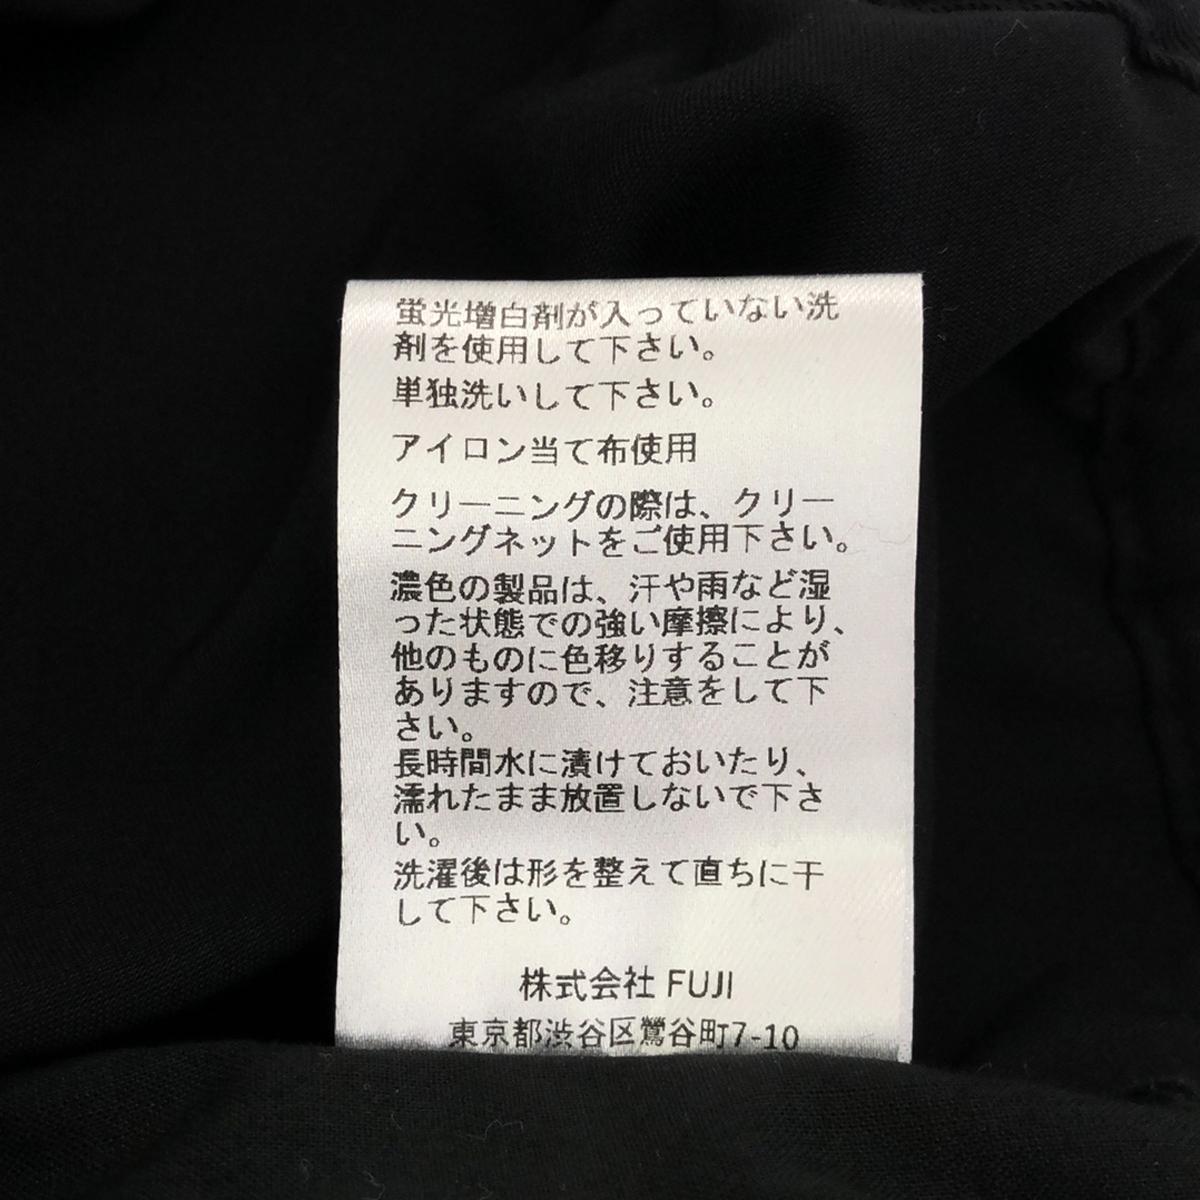 蛍光増白剤が入っていない洗
剤を使用して下さい。
単独洗いして下さい。
アイロン当て布使用
クリーニングの際は、クリー
ニングネットをご使用下さい。
濃色の製品は、汗や雨など湿
った状態での強い摩擦により、
他のものに色移りすることが
ありますので、注意をして下
さい。
長時間水に漬けておいたり、
濡れたまま放置しないで下さ
い。
洗濯後は形を整えて直ちに干
して下さい。
株式会社 FUJI
東京都渋谷区鶯谷町7-10